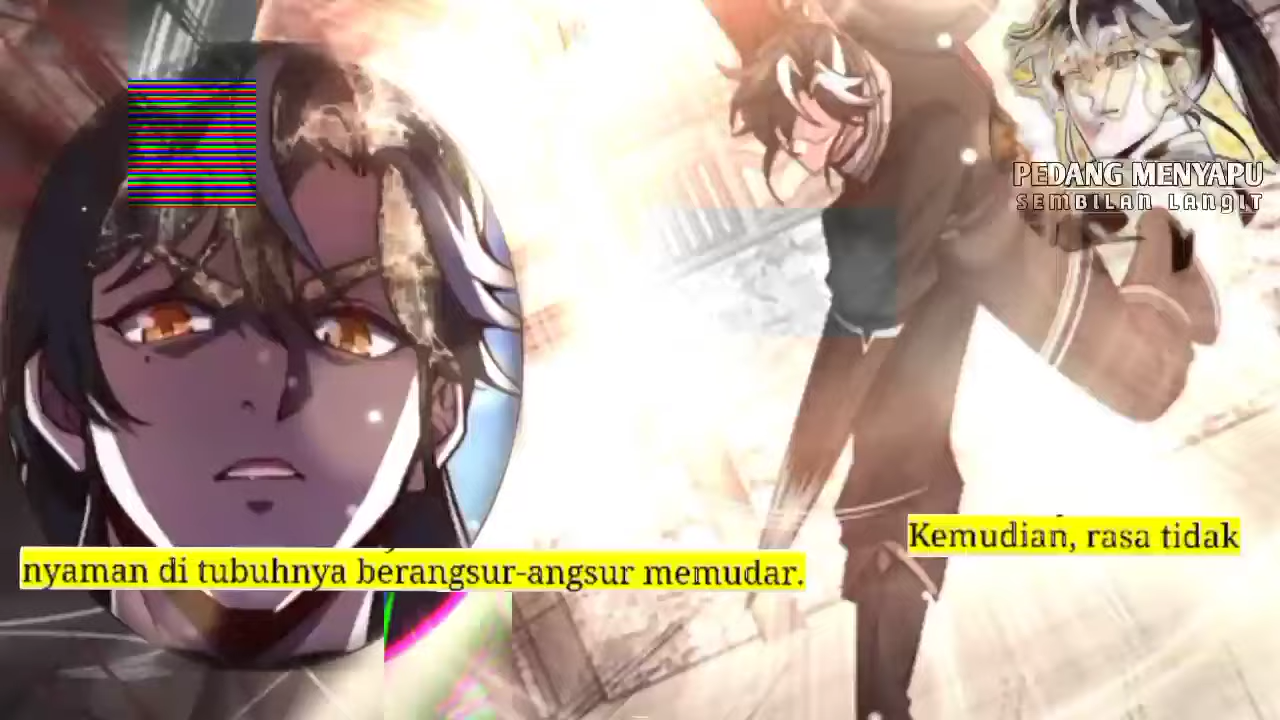 PEDANG MENYAPU
SEMBILAN LANGIT
Kemudian, rasa tidak
nyaman di tubuhnya berangsur-angsur memudar.